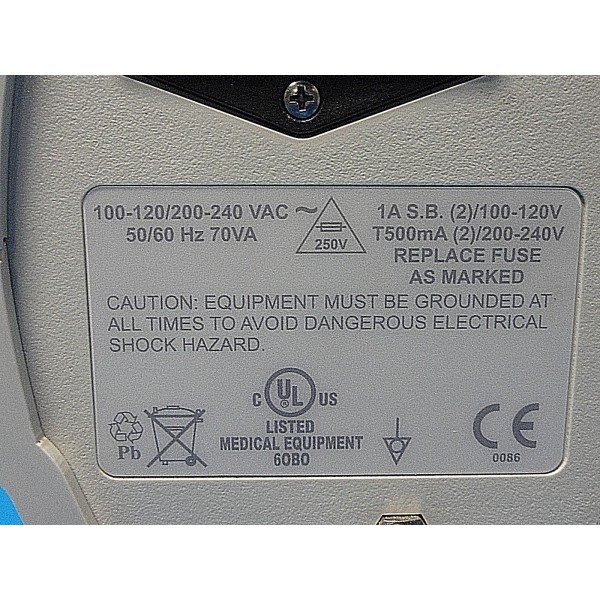 100-120/200-240 VAC ~
50/60 Hz 70VA
250V
1A S.B. (2)/100-120V
T500mA (2)/200-240V
REPLACE FUSE
AS MARKED
CAUTION: EQUIPMENT MUST BE GROUNDED AT
ALL TIMES TO AVOID DANGEROUS ELECTRICAL
SHOCK HAZARD.
Pb
C UL US
LISTED
MEDICAL EQUIPMENT
60BO
CE
0086